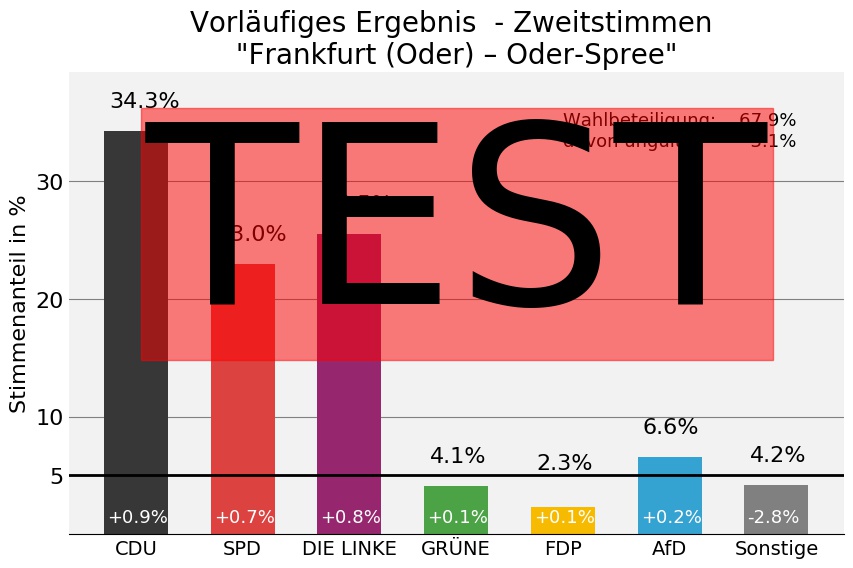 Vorläufiges Ergebnis - Zweitstimmen
"Frankfurt (Oder) – Oder-Spree"
34.3%
Wahlbeteiligung: 67.9%
TEST
30
3.0%
Stimmenanteil in %
20
10
6.6%
4.1%
2.3%
4.2%
5
+0.9% +0.7% +0.8% +0.1% +0.1% +0.2% -2.8%
CDU SPD DIE LINKE GRÜNE FDP AfD Sonstige